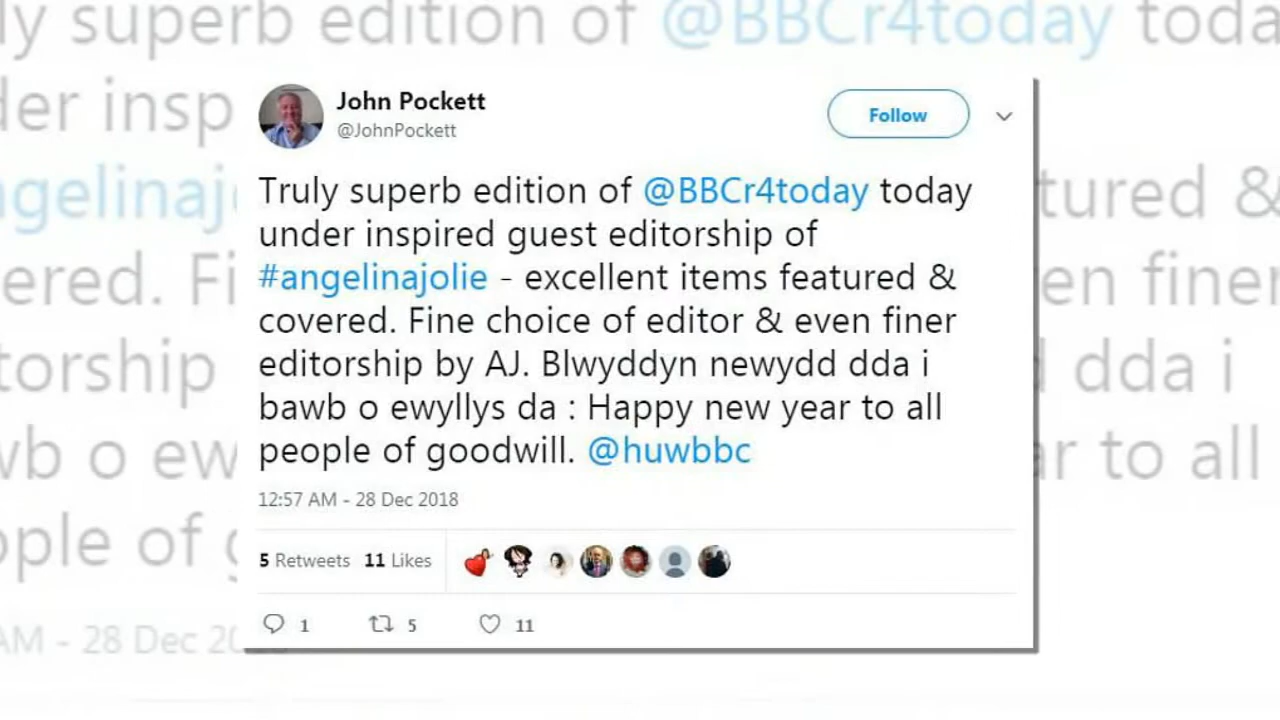 John Pockett
@JohnPockett
Follow
Truly superb edition of @BBCr4today today
under inspired guest editorship of
#angelinajolie - excellent items featured &
covered. Fine choice of editor & even finer
editorship by AJ. Blwyddyn newydd dda i
bawb o ewyllys da : Happy new year to all
people of goodwill. @huwbbc
12:57 AM - 28 Dec 2018
5 Retweets 11 Likes
1 5 11